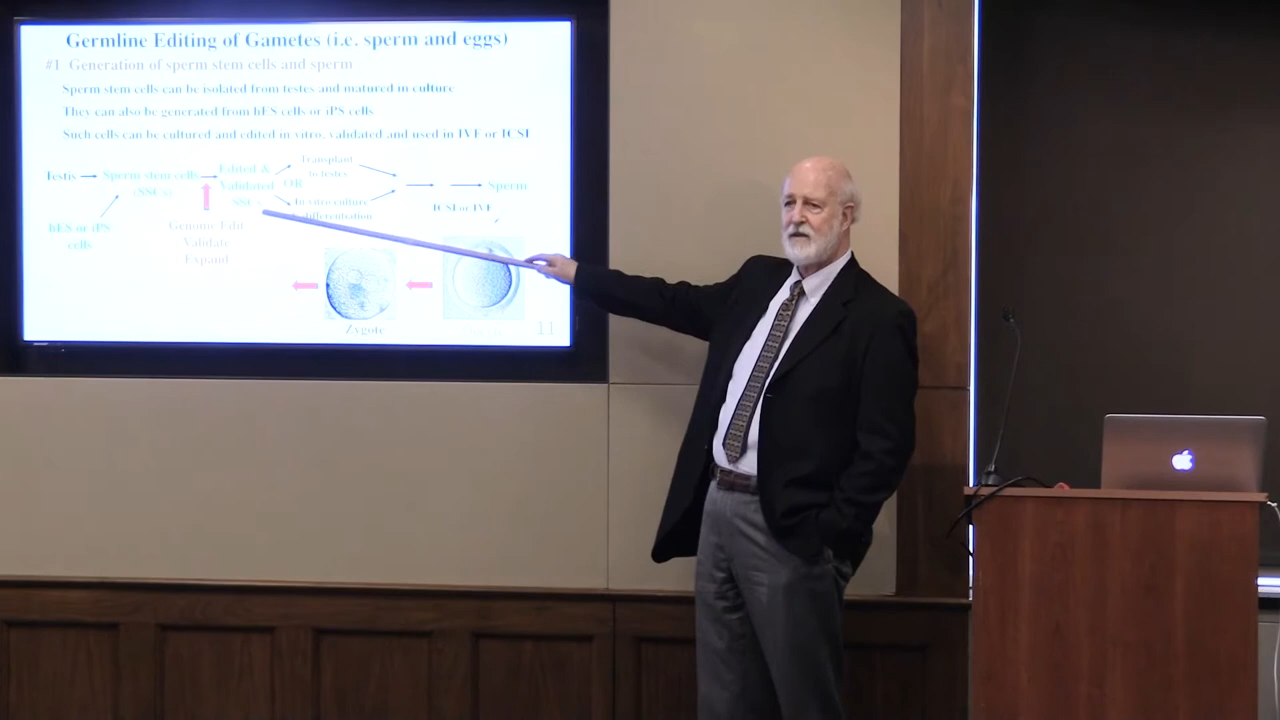 Germline Editing of Gametes (i.e. sperm and eggs)
#1 Generation of sperm stem cells and sperm
Sperm stem cells can be isolated from testes and matured in culture
They can also be generated from hES cells or iPS cells
Such cells can be cultured and edited in vitro, validated and used in IVF or ICSI
Testis
Sperm stem cells
(SSCs)
hES or iPS
cells
Genome Edit
Validate
Expand
Edited &
Validated
SSCs
OR
Transplant
to testes
In vitro culture
differentiation
Sperm
ICSI or IVF
Zygote
11